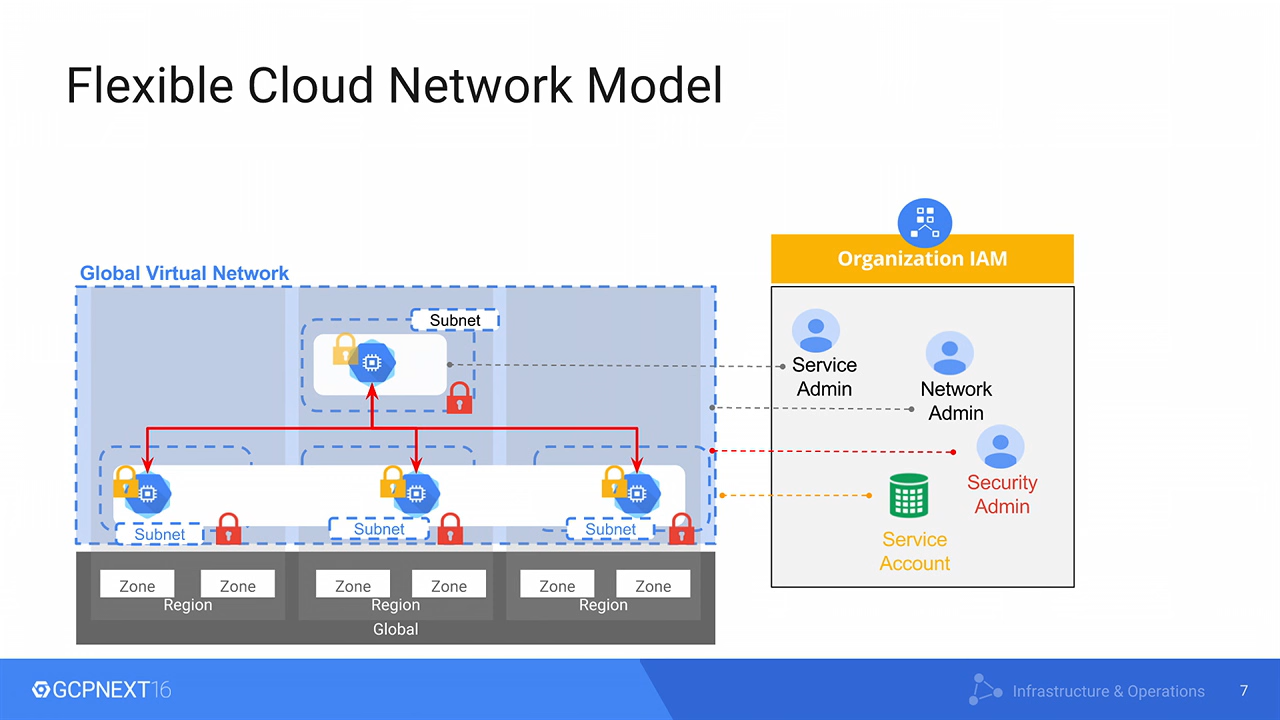 Flexible Cloud Network Model
Organization IAM
Global Virtual Network
Subnet
Service
Admin
Network
Admin
Security
Admin
Service
Account
Subnet
Subnet
Subnet
Zone
Zone
Zone
Zone
Zone
Zone
Region
Region
Region
Global
GCPNEXT16
Infrastructure & Operations
7